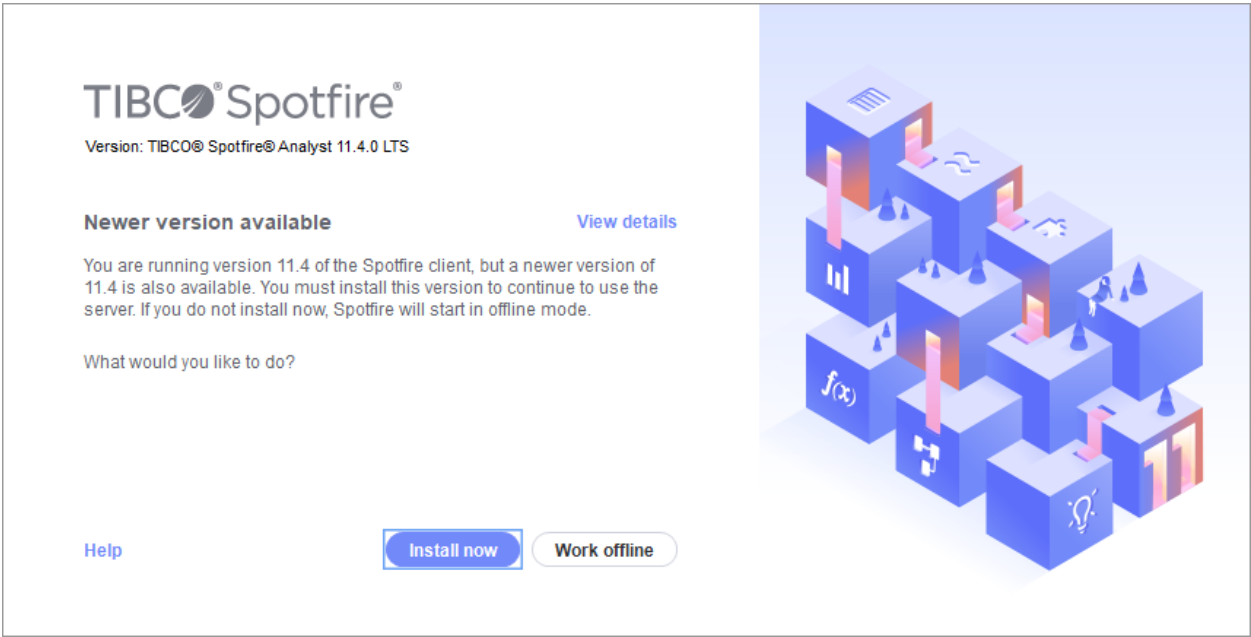 TIBCO® Spotfire®
Version: TIBCO® Spotfire® Analyst 11.4.0 LTS
Newer version available
View details
You are running version 11.4 of the Spotfire client, but a newer version of
11.4 is also available. You must install this version to continue to use the
server. If you do not install now, Spotfire will start in offline mode.
What would you like to do?
Help
Install now
Work offline
f(x)
11